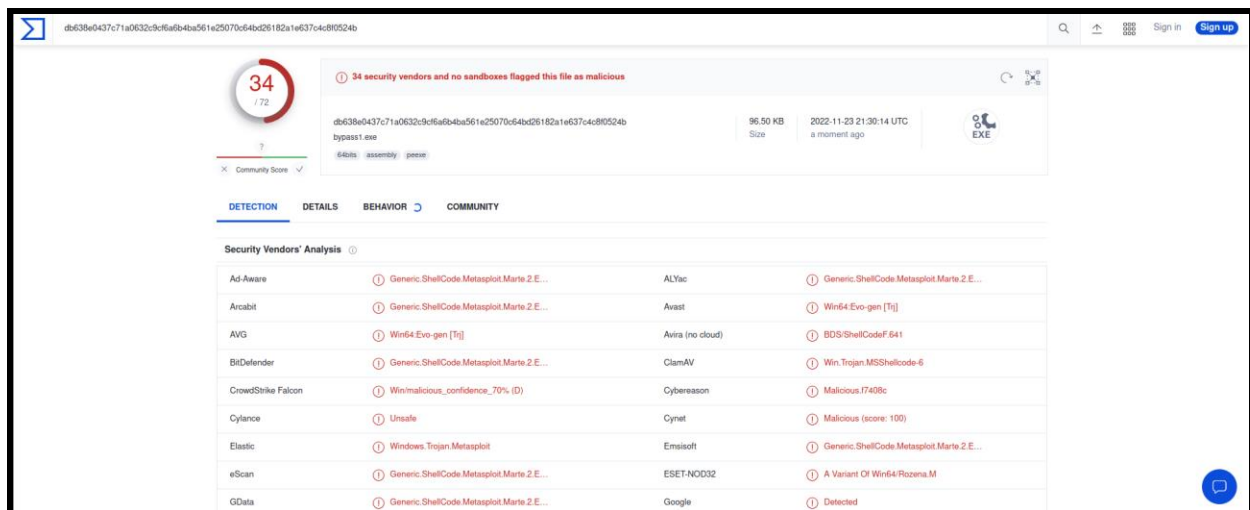 db638e0437c71a0632c9cf6a6b4ba561e25070c64bd26182a1e637c4c8f0524b
Sign in Sign up
34
/ 72
?
Community Score
34 security vendors and no sandboxes flagged this file as malicious
db638e0437c71a0632c9cf6a6b4ba561e25070c64bd26182a1e637c4c8f0524b
bypass1.exe
64bits assembly peexe
96.50 KB
Size
2022-11-23 21:30:14 UTC
a moment ago
EXE
DETECTION DETAILS BEHAVIOR COMMUNITY
Security Vendors' Analysis
Ad-Aware Generic.ShellCode.Metasploit.Marte.2.E... ALYac Generic.ShellCode.Metasploit.Marte.2.E...
Arcabit Generic.ShellCode.Metasploit.Marte.2.E... Avast Win64:Evo-gen [Trj]
AVG Win64:Evo-gen [Trj] Avira (no cloud) BDS/ShellCodeF.641
BitDefender Generic.ShellCode.Metasploit.Marte.2.E... ClamAV Win.Trojan.MSShellcode-6
CrowdStrike Falcon Win/malicious_confidence_70% (D) Cybereason Malicious.f7408c
Cylance Unsafe Cynet Malicious (score: 100)
Elastic Windows.Trojan.Metasploit Emsisoft Generic.ShellCode.Metasploit.Marte.2.E...
eScan Generic.ShellCode.Metasploit.Marte.2.E... ESET-NOD32 A Variant Of Win64/Rozena.M
GData Generic.ShellCode.Metasploit.Marte.2.E... Google Detected